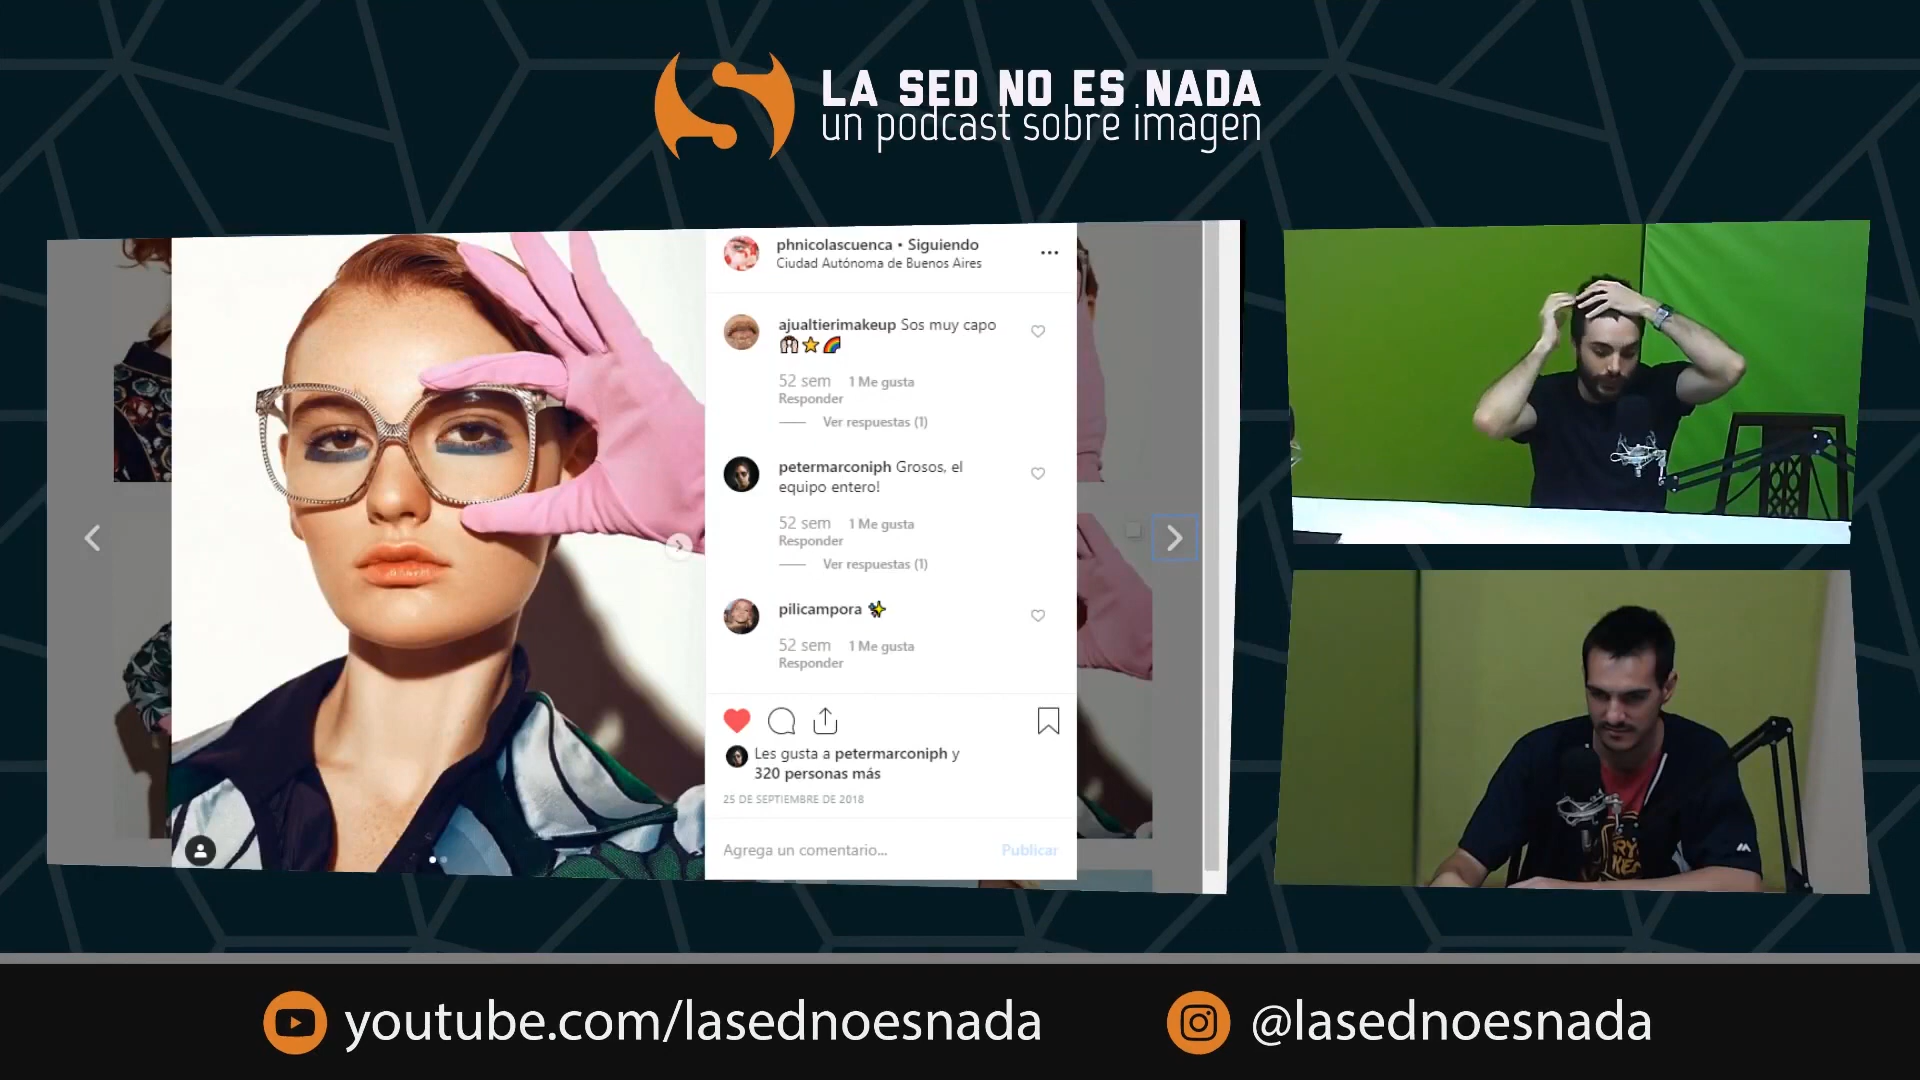 LA SED NO ES NADA
un podcast sobre imagen
phnicolascuenca • Siguiendo
Ciudad Autónoma de Buenos Aires
ajualtierimakeup Sos muy capo
52 sem 1 Me gusta
Responder
Ver respuestas (1)
petermarconiph Grosos, el
equipo entero!
52 sem 1 Me gusta
Responder
Ver respuestas (1)
pilicampora
52 sem 1 Me gusta
Responder
Les gusta a petermarconiph y
320 personas más
25 DE SEPTIEMBRE DE 2018
Agrega un comentario...
Publicar
youtube.com/lasednoesnada
@lasednoesnada